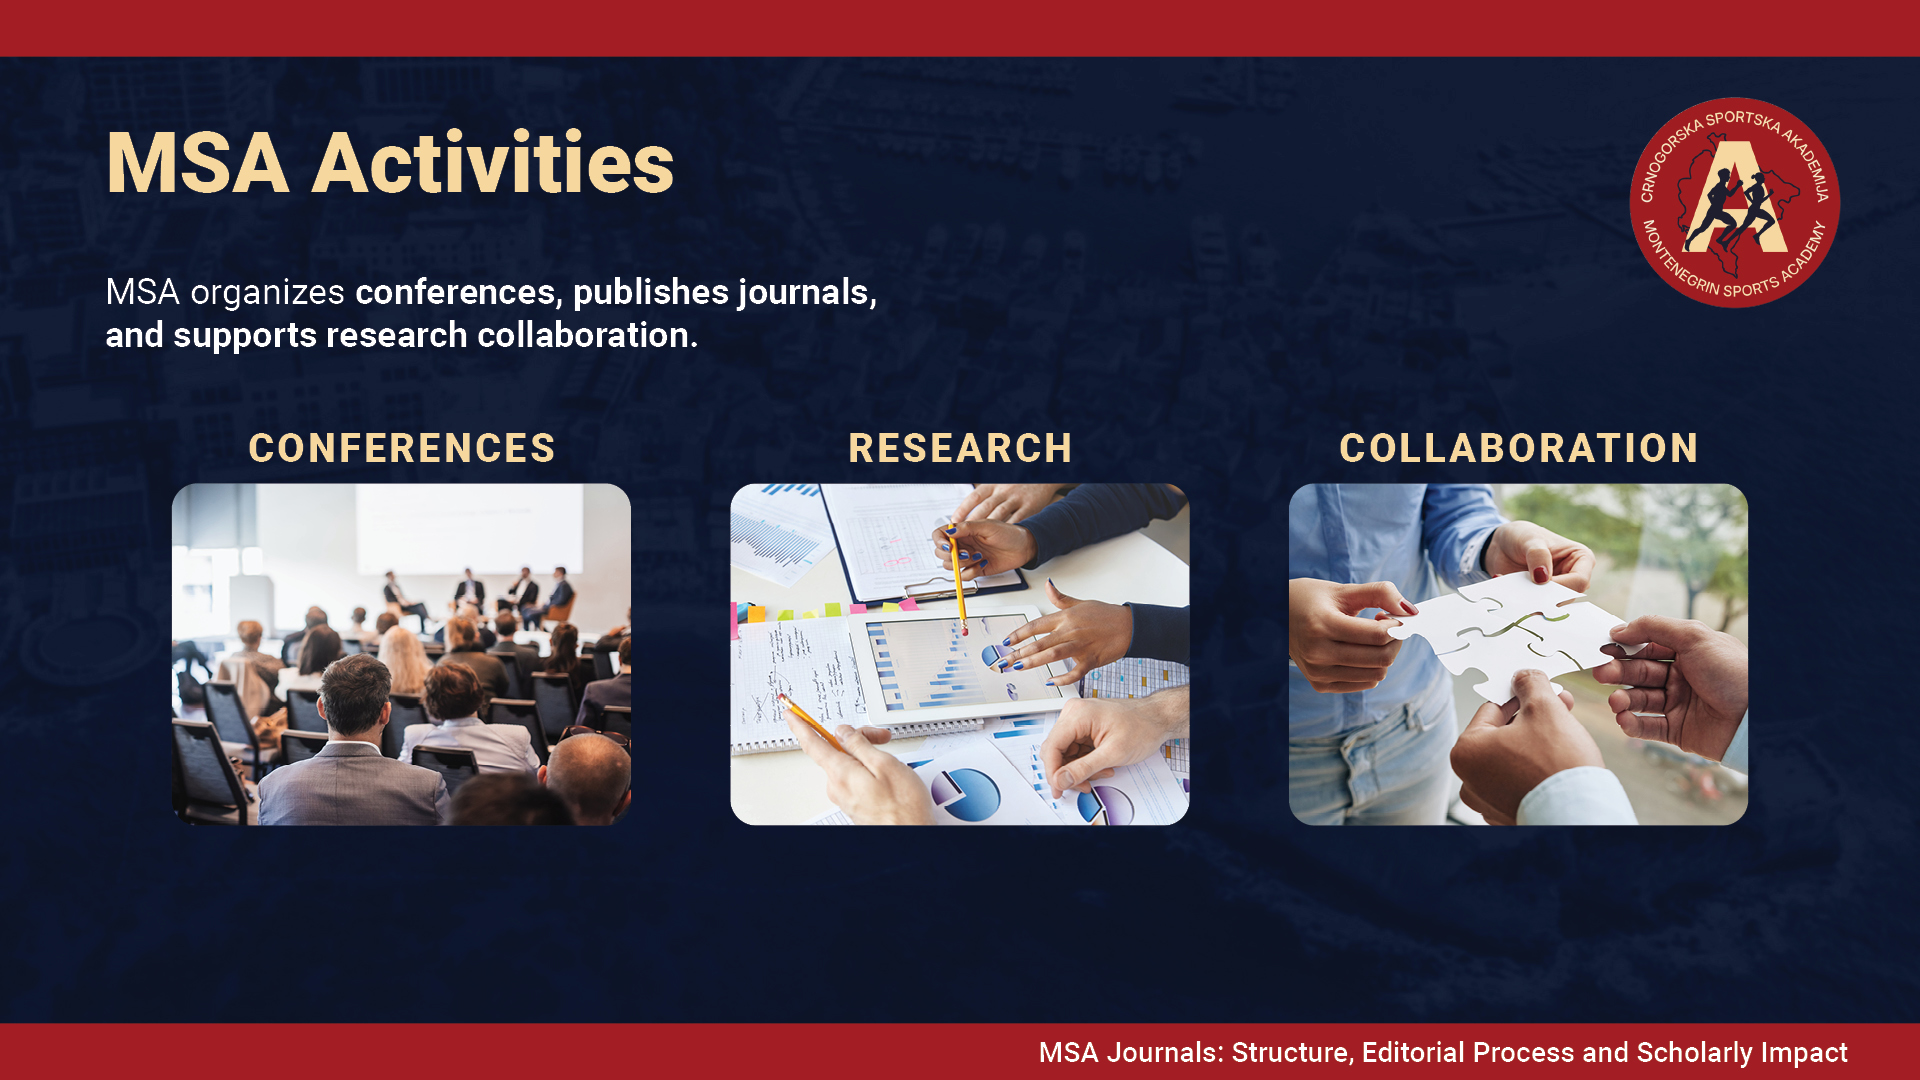 MSA Activities
CRNOGORSKA SPORTSKA AKADEMIJA
A
MONTENEGRIN SPORTS ACADEMY
MSA organizes conferences, publishes journals,
and supports research collaboration.
CONFERENCES
RESEARCH
COLLABORATION
MSA Journals: Structure, Editorial Process and Scholarly Impact